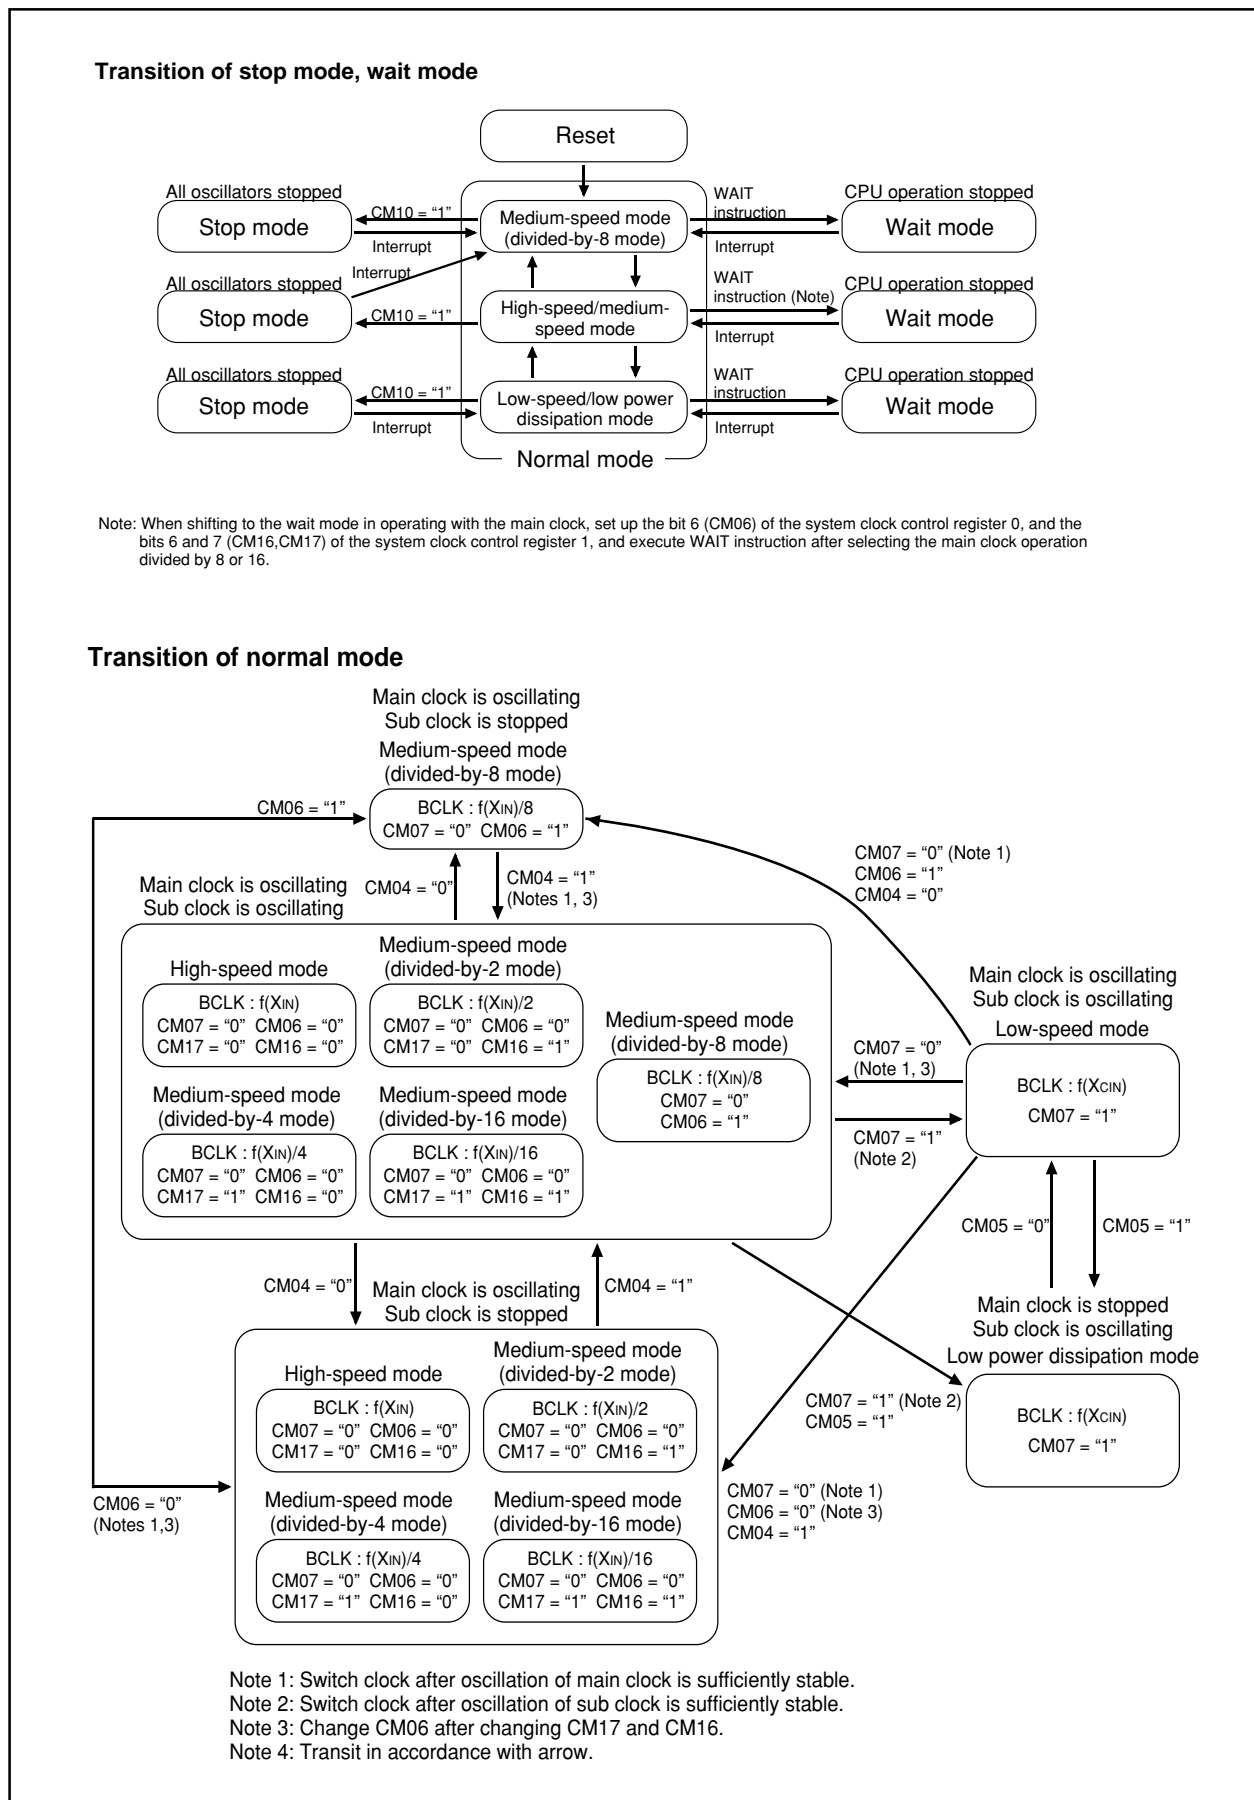 Transition of stop mode, wait mode
Reset
All oscillators stopped
Stop mode
CM10 = “1”
Interrupt
Medium-speed mode
(divided-by-8 mode)
WAIT
instruction
Interrupt
CPU operation stopped
Wait mode
Interrupt
All oscillators stopped
Stop mode
CM10 = “1”
High-speed/medium-
speed mode
WAIT
instruction (Note)
Interrupt
CPU operation stopped
Wait mode
All oscillators stopped
Stop mode
CM10 = “1”
Interrupt
Low-speed/low power
dissipation mode
WAIT
instruction
Interrupt
CPU operation stopped
Wait mode
Normal mode
Note: When shifting to the wait mode in operating with the main clock, set up the bit 6 (CM06) of the system clock control register 0, and the
bits 6 and 7 (CM16,CM17) of the system clock control register 1, and execute WAIT instruction after selecting the main clock operation
divided by 8 or 16.
Transition of normal mode
Main clock is oscillating
Sub clock is stopped
Medium-speed mode
(divided-by-8 mode)
CM06 = “1”
BCLK : f(XIN)/8
CM07 = “0” CM06 = “1”
CM07 = “0” (Note 1)
CM06 = “1”
CM04 = “0”
CM04 = “0”
CM04 = “1”
(Notes 1, 3)
Main clock is oscillating
Sub clock is oscillating
High-speed mode
BCLK : f(XIN)
CM07 = “0” CM06 = “0”
CM17 = “0” CM16 = “0”
Medium-speed mode
(divided-by-2 mode)
BCLK : f(XIN)/2
CM07 = “0” CM06 = “0”
CM17 = “0” CM16 = “1”
Medium-speed mode
(divided-by-8 mode)
BCLK : f(XIN)/8
CM07 = “0”
CM06 = “1”
Medium-speed mode
(divided-by-4 mode)
BCLK : f(XIN)/4
CM07 = “0” CM06 = “0”
CM17 = “1” CM16 = “0”
Medium-speed mode
(divided-by-16 mode)
BCLK : f(XIN)/16
CM07 = “0” CM06 = “0”
CM17 = “1” CM16 = “1”
CM07 = “0”
(Note 1, 3)
CM07 = “1”
(Note 2)
Main clock is oscillating
Sub clock is oscillating
Low-speed mode
BCLK : f(XCIN)
CM07 = “1”
CM05 = “0”
CM05 = “1”
CM04 = “0”
Main clock is oscillating
Sub clock is stopped
CM04 = “1”
Main clock is stopped
Sub clock is oscillating
Low power dissipation mode
BCLK : f(XCIN)
CM07 = “1”
CM07 = “1” (Note 2)
CM05 = “1”
High-speed mode
BCLK : f(XIN)
CM07 = “0” CM06 = “0”
CM17 = “0” CM16 = “0”
Medium-speed mode
(divided-by-2 mode)
BCLK : f(XIN)/2
CM07 = “0” CM06 = “0”
CM17 = “0” CM16 = “1”
CM06 = “0”
(Notes 1,3)
CM07 = “0” (Note 1)
CM06 = “0” (Note 3)
CM04 = “1”
Medium-speed mode
(divided-by-4 mode)
BCLK : f(XIN)/4
CM07 = “0” CM06 = “0”
CM17 = “1” CM16 = “0”
Medium-speed mode
(divided-by-16 mode)
BCLK : f(XIN)/16
CM07 = “0” CM06 = “0”
CM17 = “1” CM16 = “1”
Note 1: Switch clock after oscillation of main clock is sufficiently stable.
Note 2: Switch clock after oscillation of sub clock is sufficiently stable.
Note 3: Change CM06 after changing CM17 and CM16.
Note 4: Transit in accordance with arrow.